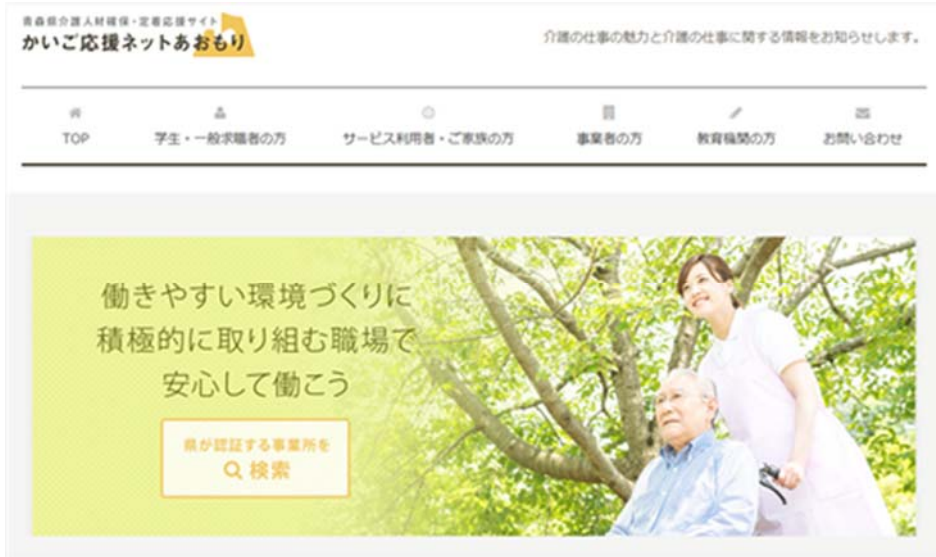 青森県介護人材確保・定着応援サイト
かいご応援ネットあおもり
介護の仕事の魅力と介護の仕事に関する情報をお知らせします。
TOP
学生・一般求職者の方
サービス利用者・ご家族の方
事業者の方
教育機関の方
お問い合わせ
働きやすい環境づくりに
積極的に取り組む職場で
安心して働こう
県が認証する事業所を
検索